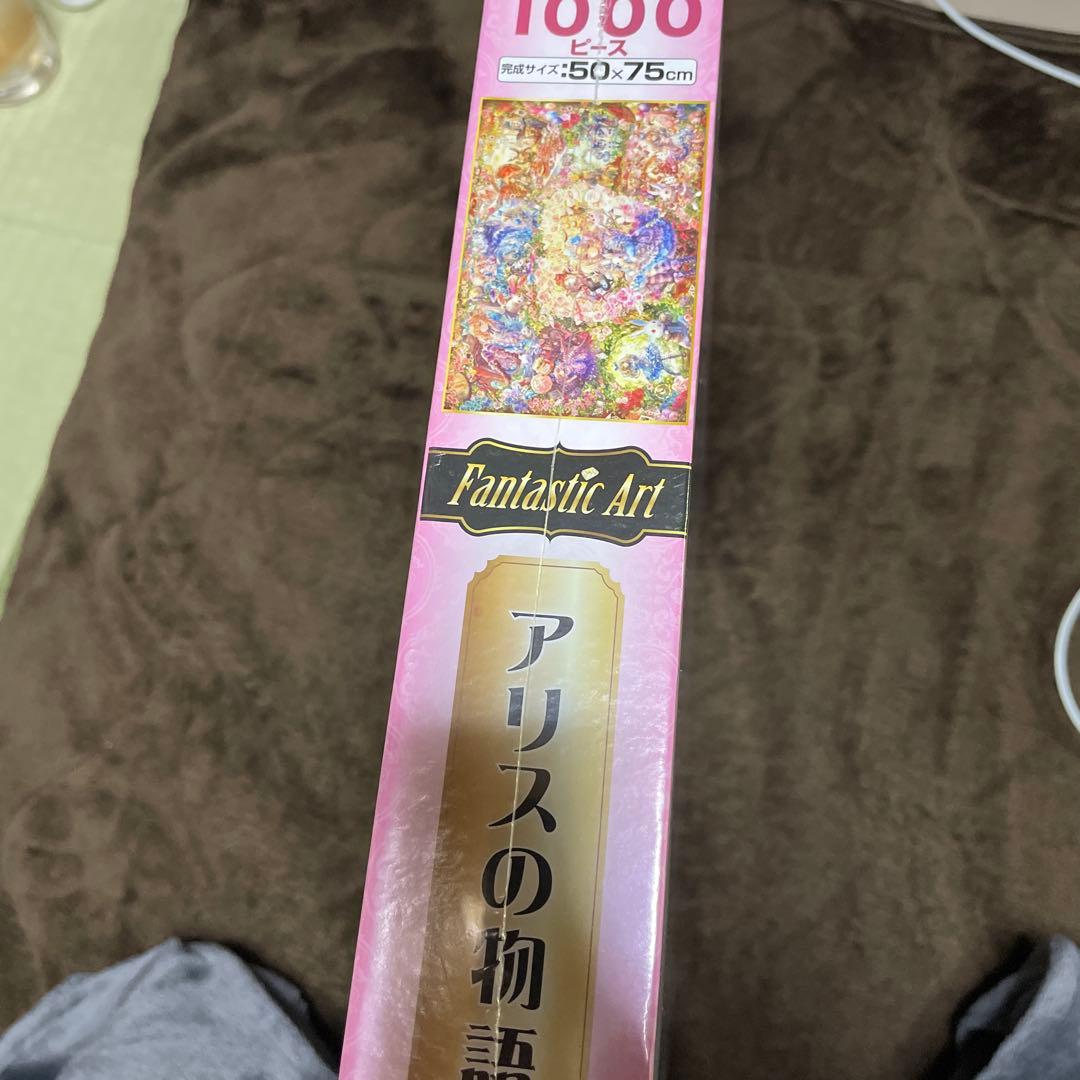 1000
ピース
完成サイズ:50×75cm
Fantastic Art
アリスの物語